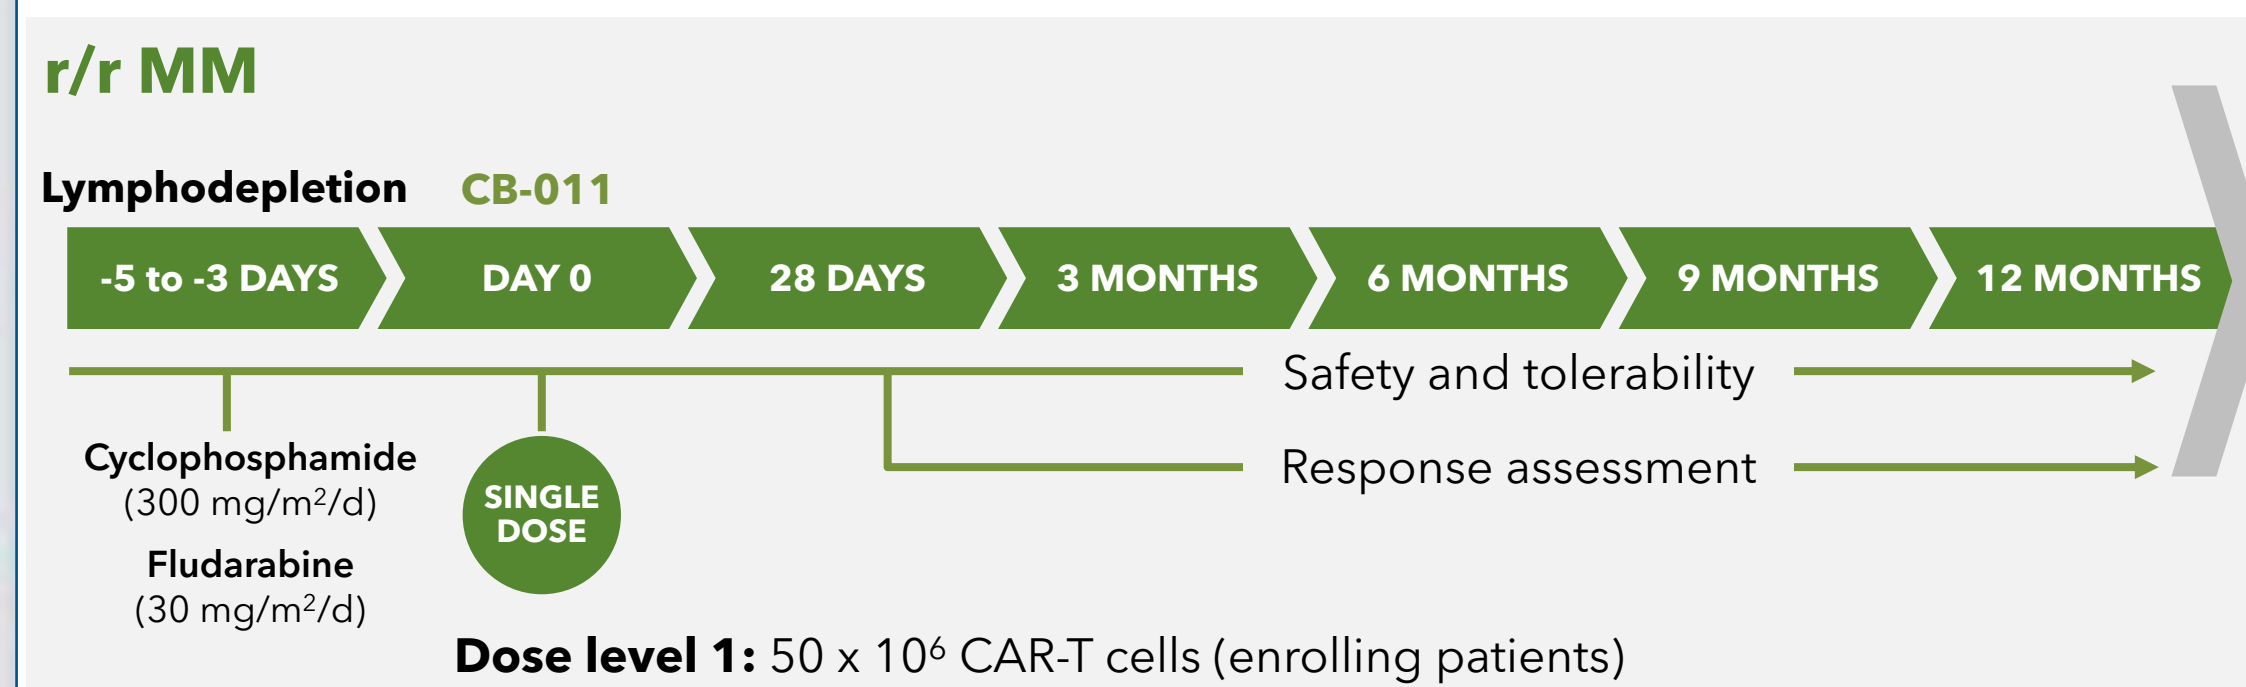 r/r MM
Lymphodepletion CB-011
-5 to -3 DAYS DAY 0 28 DAYS 3 MONTHS 6 MONTHS 9 MONTHS 12 MONTHS
Safety and tolerability
Response assessment
Cyclophosphamide
(300 mg/m²/d)
Fludarabine
(30 mg/m²/d)
SINGLE
DOSE
Dose level 1: 50 x 10⁶ CAR-T cells (enrolling patients)